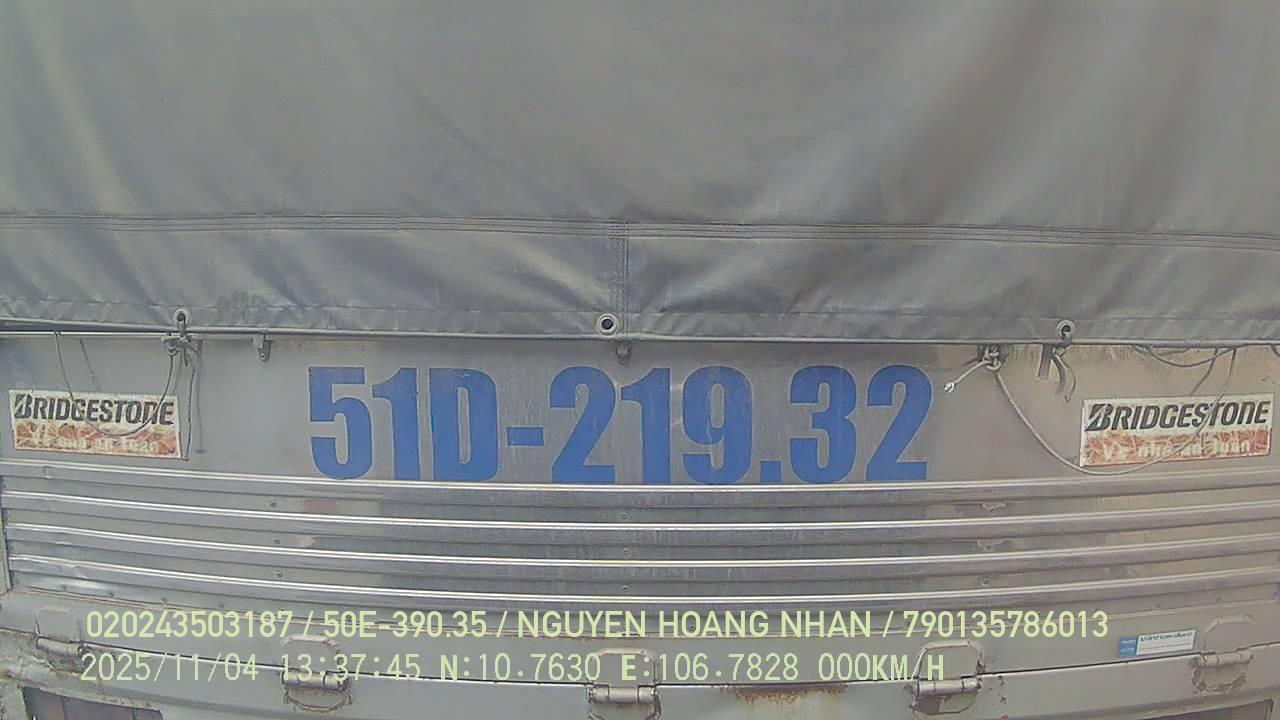 51D-219.32
BRIDGESTONE
BRIDGESTONE
020243503187 / 50E-390.35 / NGUYEN HOANG NHAN / 790135786013
2025/11/04 13:37:45 N:10.7630 E:106.7828 000KM/H